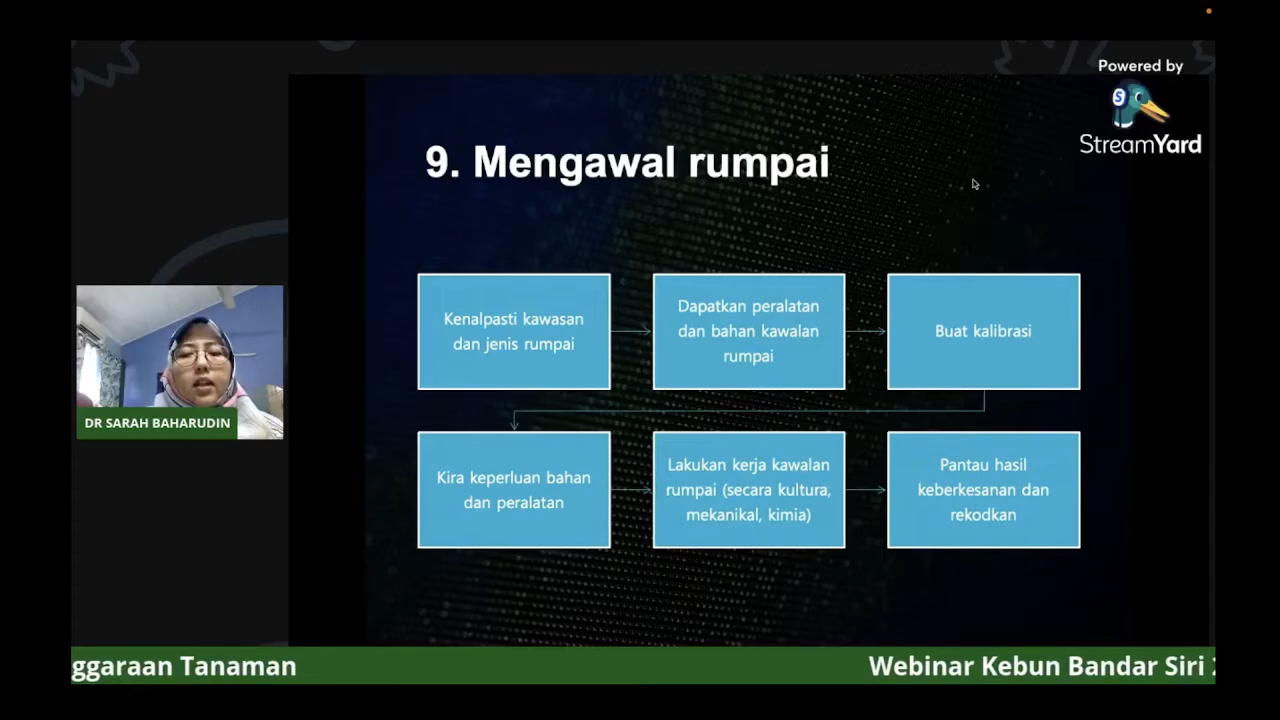 Powered by
S
StreamYard
9. Mengawal rumpai
Kenalpasti kawasan
dan jenis rumpai
Dapatkan peralatan
dan bahan kawalan
rumpai
Buat kalibrasi
Kira keperluan bahan
dan peralatan
Lakukan kerja kawalan
rumpai (secara kultura,
mekanikal, kimia)
Pantau hasil
keberkesanan dan
rekodkan
DR SARAH BAHARUDIN
ggaraan Tanaman
Webinar Kebun Bandar Siri